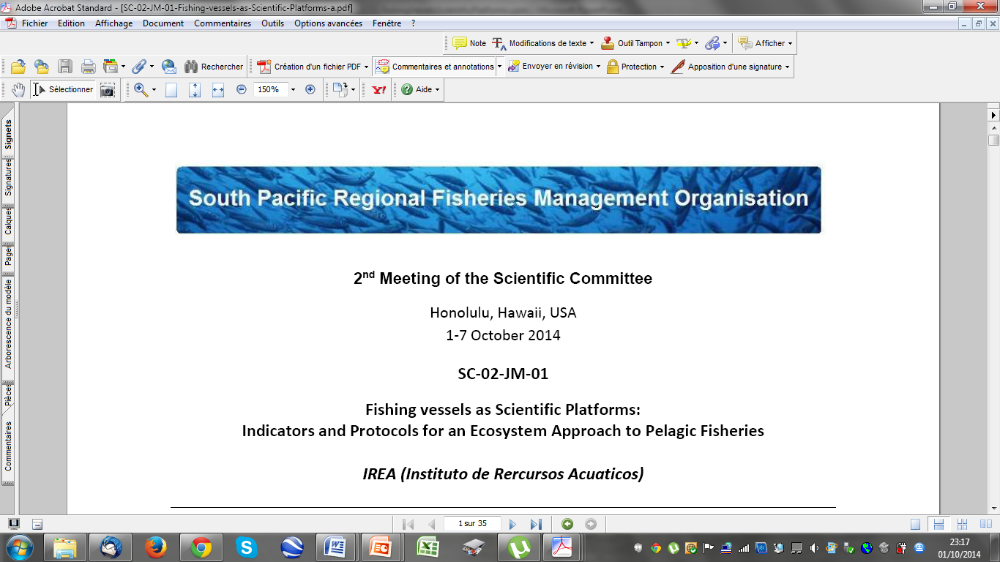 Adobe Acrobat Standard - [SC-02-JM-01-Fishing-vessels-as-Scientific-Platforms-a.pdf]
Fichier Edition Affichage Document Commentaires Outils Options avancées Fenêtre ?
Note Modifications de texte Outil Tampon Afficher
Rechercher Création d'un fichier PDF Commentaires et annotations Envoyer en révision Protection Apposition d'une signature
Sélectionner 150% Y! Aide
Signets
Signatures
Calques
Pages
Arborescence du modèle
Pièces
Commentaires
South Pacific Regional Fisheries Management Organisation
2nd Meeting of the Scientific Committee
Honolulu, Hawaii, USA
1-7 October 2014
SC-02-JM-01
Fishing vessels as Scientific Platforms:
Indicators and Protocols for an Ecosystem Approach to Pelagic Fisheries
IREA (Instituto de Rercursos Acuaticos)
1 sur 35
23:17
01/10/2014